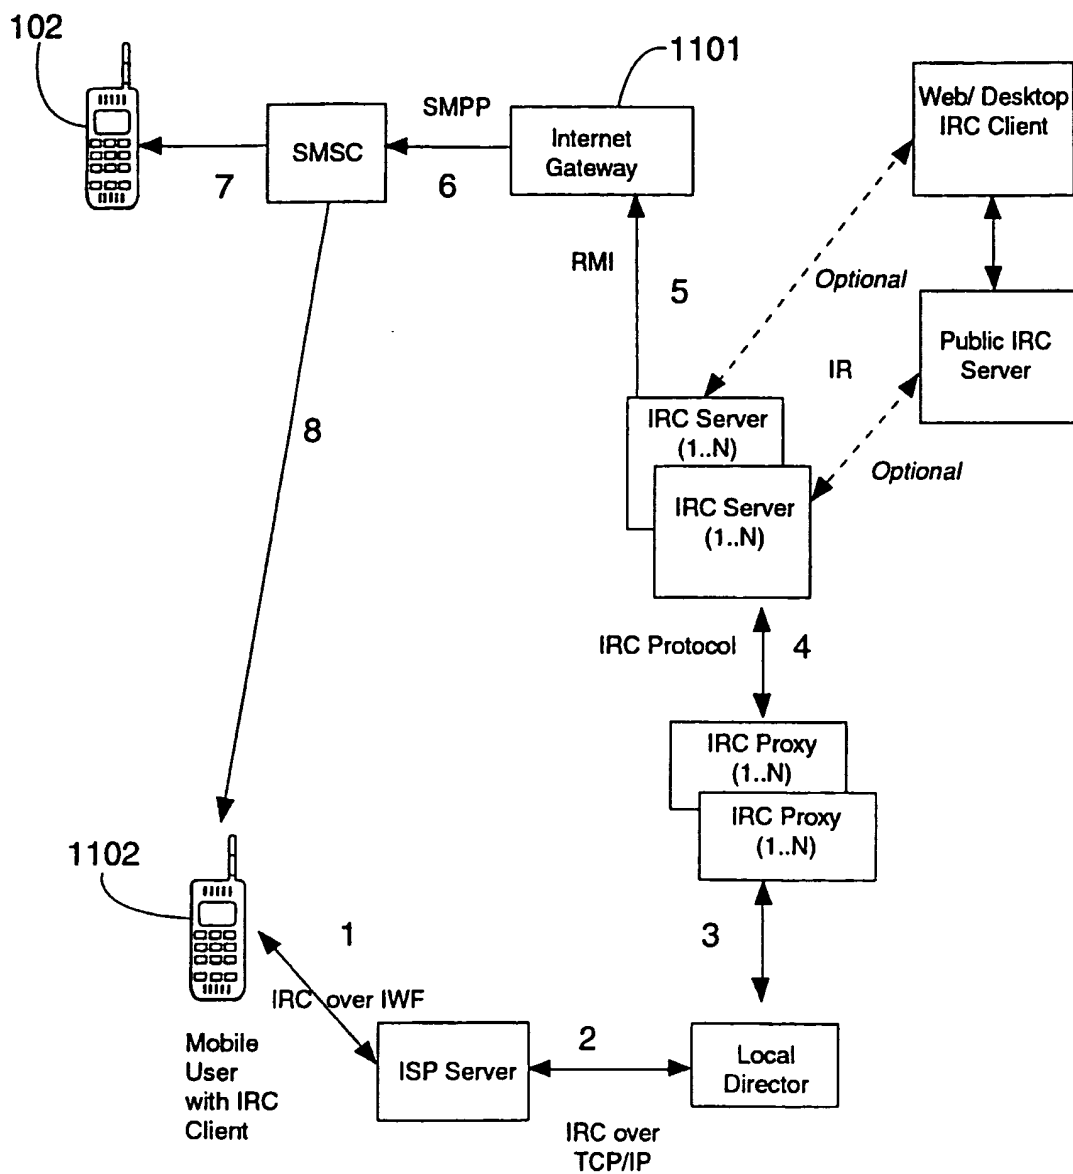 102
1101
SMPP
Web/ Desktop
IRC Client
SMSC
Internet
Gateway
7
6
RMI
5
Optional
Public IRC
Server
IR
8
IRC Server
(1..N)
Optional
IRC Server
(1..N)
IRC Protocol
4
IRC Proxy
(1..N)
IRC Proxy
(1..N)
1102
1
3
IRC over IWF
2
Mobile
User
with IRC
Client
ISP Server
Local
Director
IRC over
TCP/IP